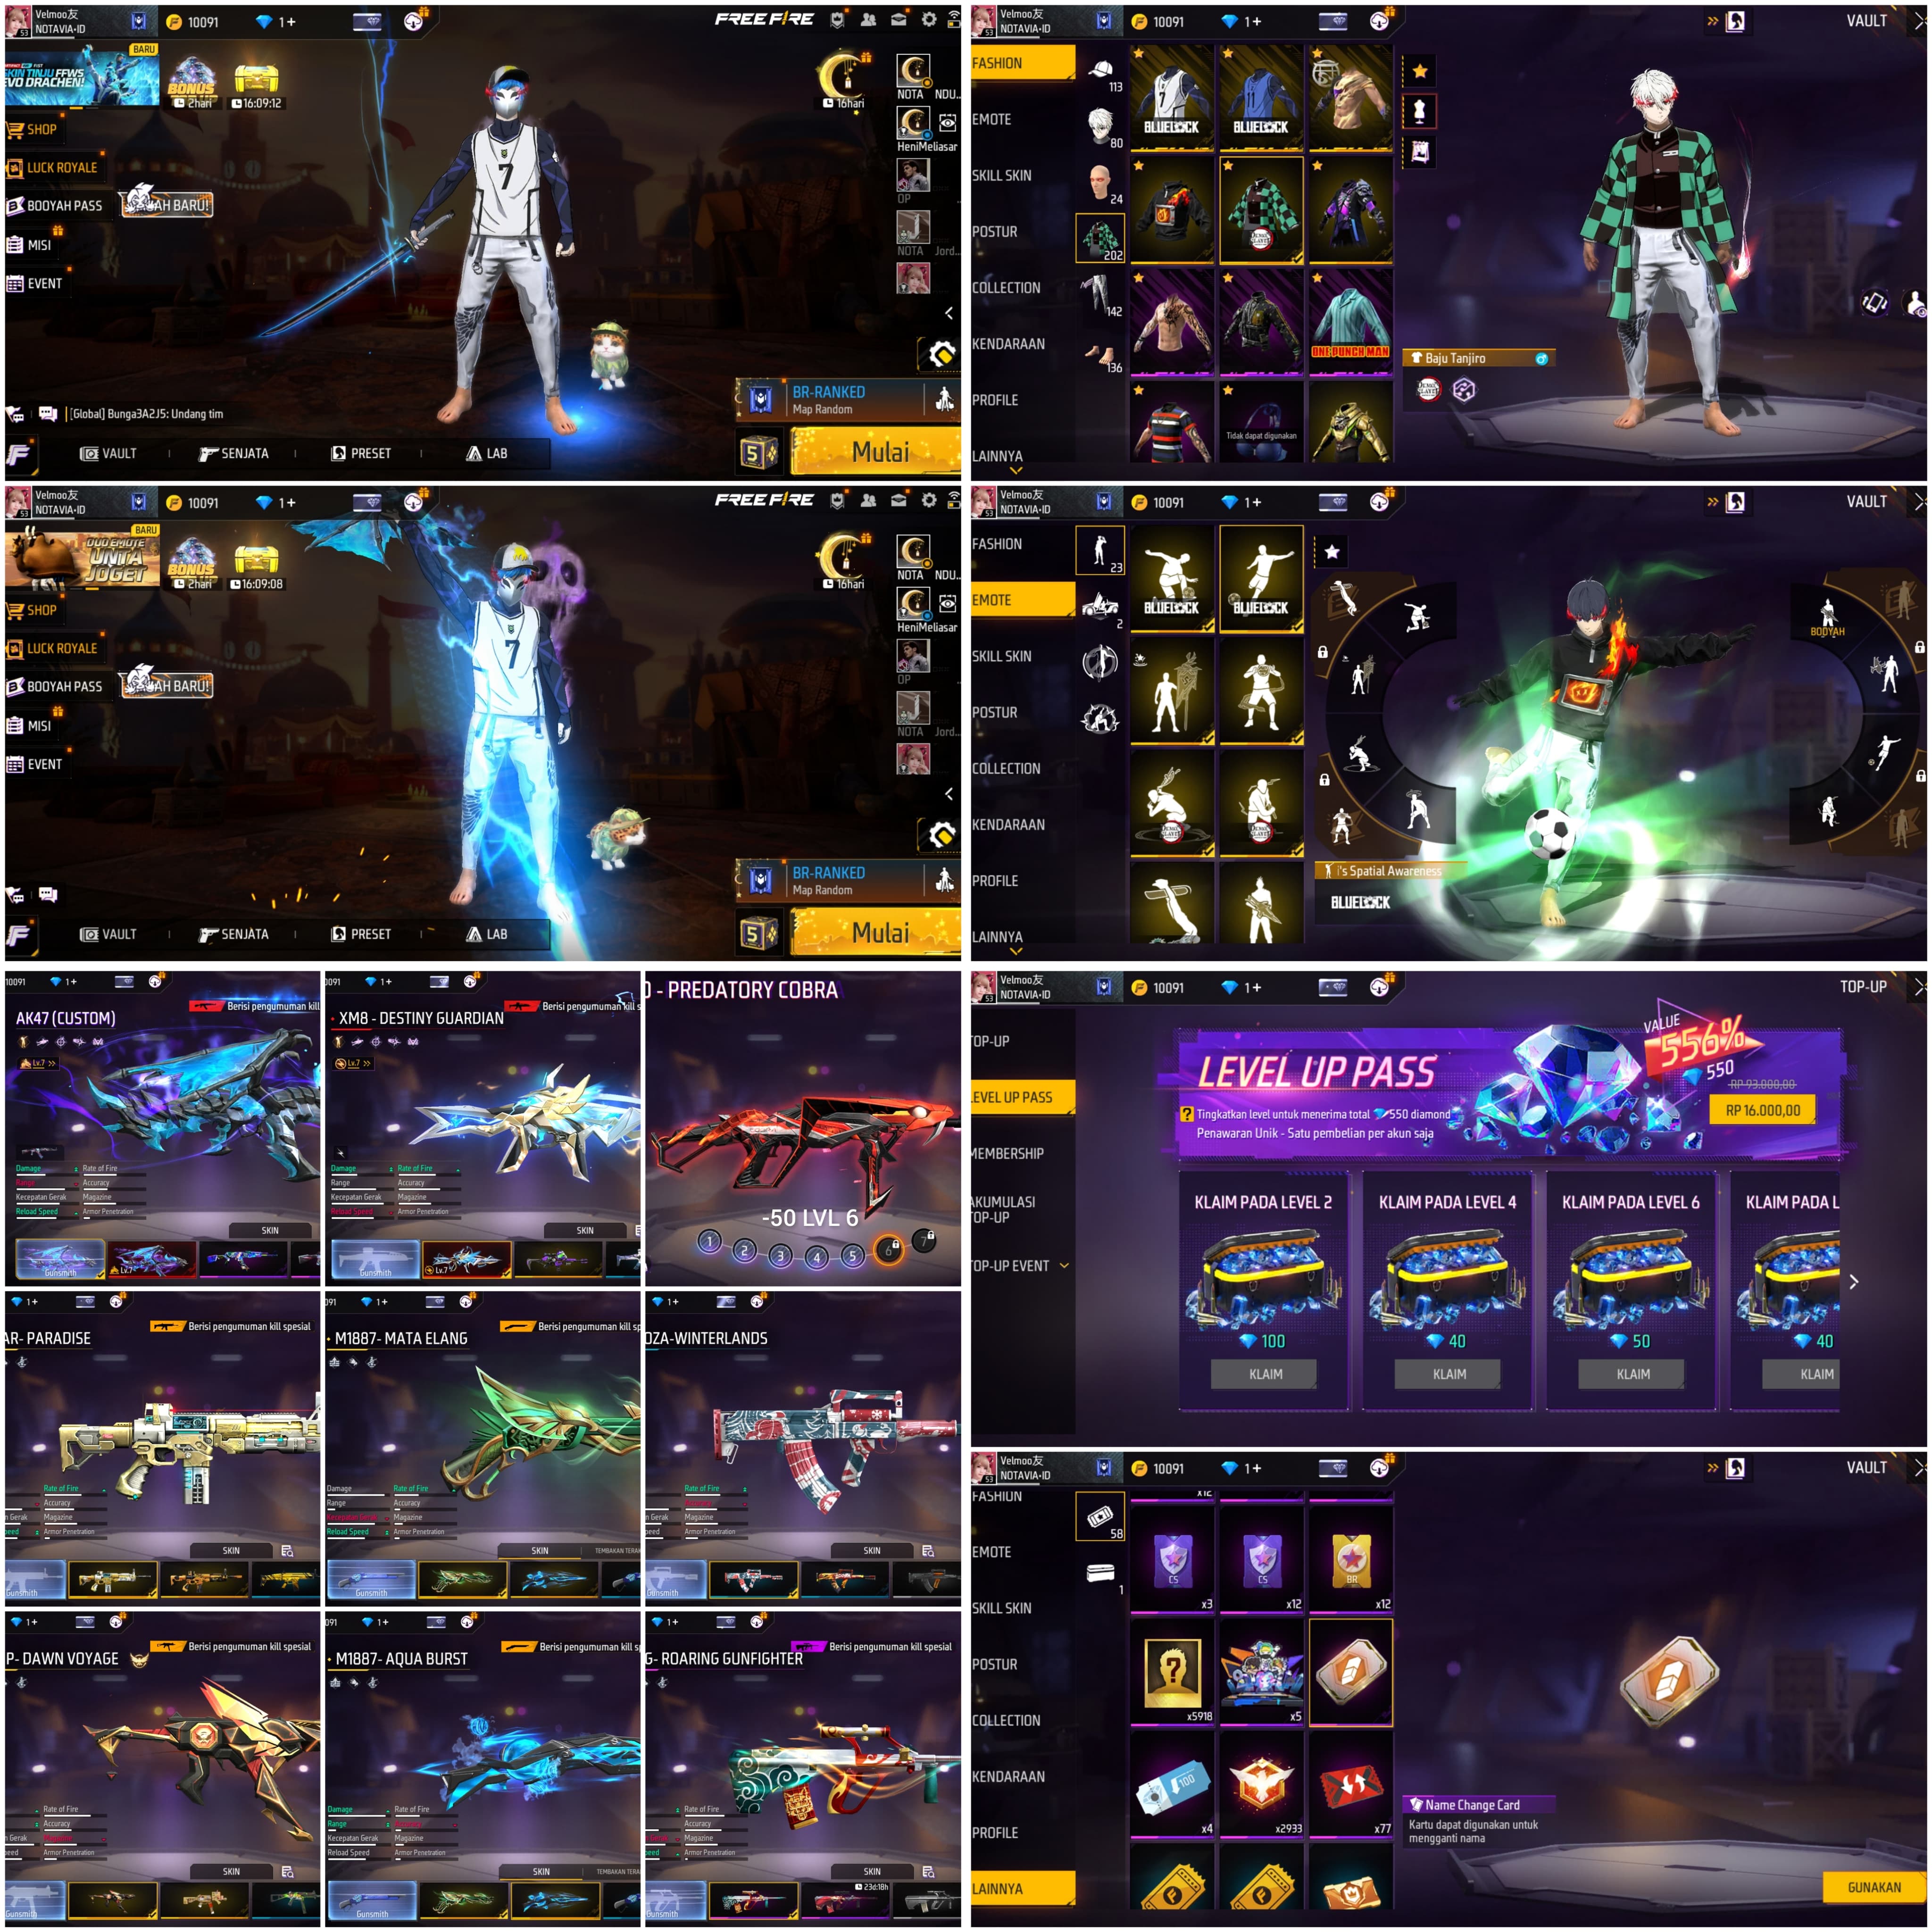 Velmoo友
NOTAVIA•ID
53
10091
1+
FREE FIRE
BARU
SKIN TINJU FFWS
EVO DRACHEN!
BONUS
2hari
16:09:12
16hari
NOTA NDU..
HeniMeliasar
OP
NOTA Jord...
SHOP
LUCK ROYALE
BOOYAH PASS
AH BARU!
MISI
EVENT
7
[Global] Bunga3A2J5: Undang tim
BR-RANKED
Map Random
VAULT
SENJATA
PRESET
LAB
5
Mulai
Velmoo友
NOTAVIA•ID
53
10091
1+
VAULT
FASHION
EMOTE
SKILL SKIN
POSTUR
COLLECTION
KENDARAAN
PROFILE
LAINNYA
113
80
24
202
142
136
7
BLUELOCK
11
BLUELOCK
ONE PUNCH MAN
Tidak dapat digunakan
Baju Tanjiro
Velmoo友
NOTAVIA•ID
53
10091
1+
FREE FIRE
BARU
DUO EMOTE
UNTA
JOGET
BONUS
2hari
16:09:08
16hari
NOTA NDU..
HeniMeliasar
OP
NOTA Jord...
SHOP
LUCK ROYALE
BOOYAH PASS
AH BARU!
MISI
EVENT
7
BR-RANKED
Map Random
VAULT
SENJATA
PRESET
LAB
5
Mulai
Velmoo友
NOTAVIA•ID
53
10091
1+
VAULT
FASHION
EMOTE
SKILL SKIN
POSTUR
COLLECTION
KENDARAAN
PROFILE
LAINNYA
23
2
BLUELOCK
BLUELOCK
BOOYAH
i's Spatial Awareness
BLUELOCK
10091
1+
Berisi pengumuman kill
AK47 (CUSTOM)
Lv.7
Damage
Rate of Fire
Range
Accuracy
Kecepatan Gerak
Magazine
Reload Speed
Armor Penetration
SKIN
Gunsmith
Lv.7
0091
1+
Berisi pengumuman kill s
XM8 - DESTINY GUARDIAN
Lv.7
Damage
Rate of Fire
Range
Accuracy
Kecepatan Gerak
Magazine
Reload Speed
Armor Penetration
SKIN
Gunsmith
Lv.7
- PREDATORY COBRA
-50 LVL 6
1
2
3
4
5
6
7
1+
Berisi pengumuman kill spesial
AR- PARADISE
Rate of Fire
Accuracy
n Gerak
Magazine
peed
Armor Penetration
SKIN
Gunsmith
091
1+
Berisi pengumuman kill sp
M1887- MATA ELANG
Damage
Rate of Fire
Range
Accuracy
Kecepatan Gerak
Magazine
Reload Speed
Armor Penetration
SKIN
TEMBAKAN TERAK
Gunsmith
1+
OZA-WINTERLANDS
Rate of Fire
Accuracy
Gerak
Magazine
peed
Armor Penetration
SKIN
Gunsmith
1+
Berisi pengumuman kill spesial
P- DAWN VOYAGE
Rate of Fire
Accuracy
n Gerak
Magazine
peed
Armor Penetration
SKIN
Gunsmith
091
1+
Berisi pengumuman kill s
M1887- AQUA BURST
Damage
Rate of Fire
Range
Accuracy
Kecepatan Gerak
Magazine
Reload Speed
Armor Penetration
SKIN
TEMBAKAN TERA
Gunsmith
1+
Berisi pengumuman kill spesial
G- ROARING GUNFIGHTER
Rate of Fire
Accuracy
Gerak
Magazine
peed
Armor Penetration
SKIN
23d:18h
Gunsmith
Velmoo友
NOTAVIA•ID
53
10091
1+
TOP-UP
TOP-UP
LEVEL UP PASS
MEMBERSHIP
AKUMULASI
TOP-UP
TOP-UP EVENT
LEVEL UP PASS
Tingkatkan level untuk menerima total 550 diamond
Penawaran Unik - Satu pembelian per akun saja
VALUE
556%
550
RP 93.000,00
RP 16.000,00
KLAIM PADA LEVEL 2
100
KLAIM
KLAIM PADA LEVEL 4
40
KLAIM
KLAIM PADA LEVEL 6
50
KLAIM
KLAIM PADA L
40
KLAIM
Velmoo友
NOTAVIA•ID
53
10091
1+
VAULT
FASHION
EMOTE
SKILL SKIN
POSTUR
COLLECTION
KENDARAAN
PROFILE
LAINNYA
58
1
x12
CS
x3
CS
x12
BR
x12
x5918
x5
100
x4
x2933
x77
Name Change Card
Kartu dapat digunakan untuk
mengganti nama
GUNAKAN